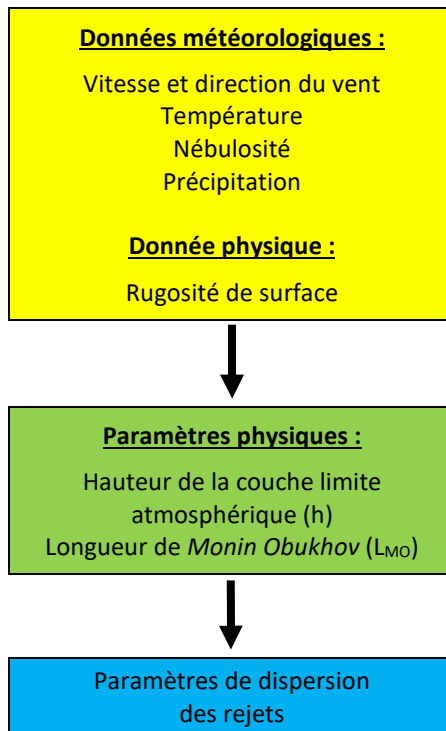 Données météorologiques :
Vitesse et direction du vent
Température
Nébulosité
Précipitation
Donnée physique :
Rugosité de surface
Paramètres physiques :
Hauteur de la couche limite
atmosphérique (h)
Longueur de Monin Obukhov (LMO)
Paramètres de dispersion
des rejets